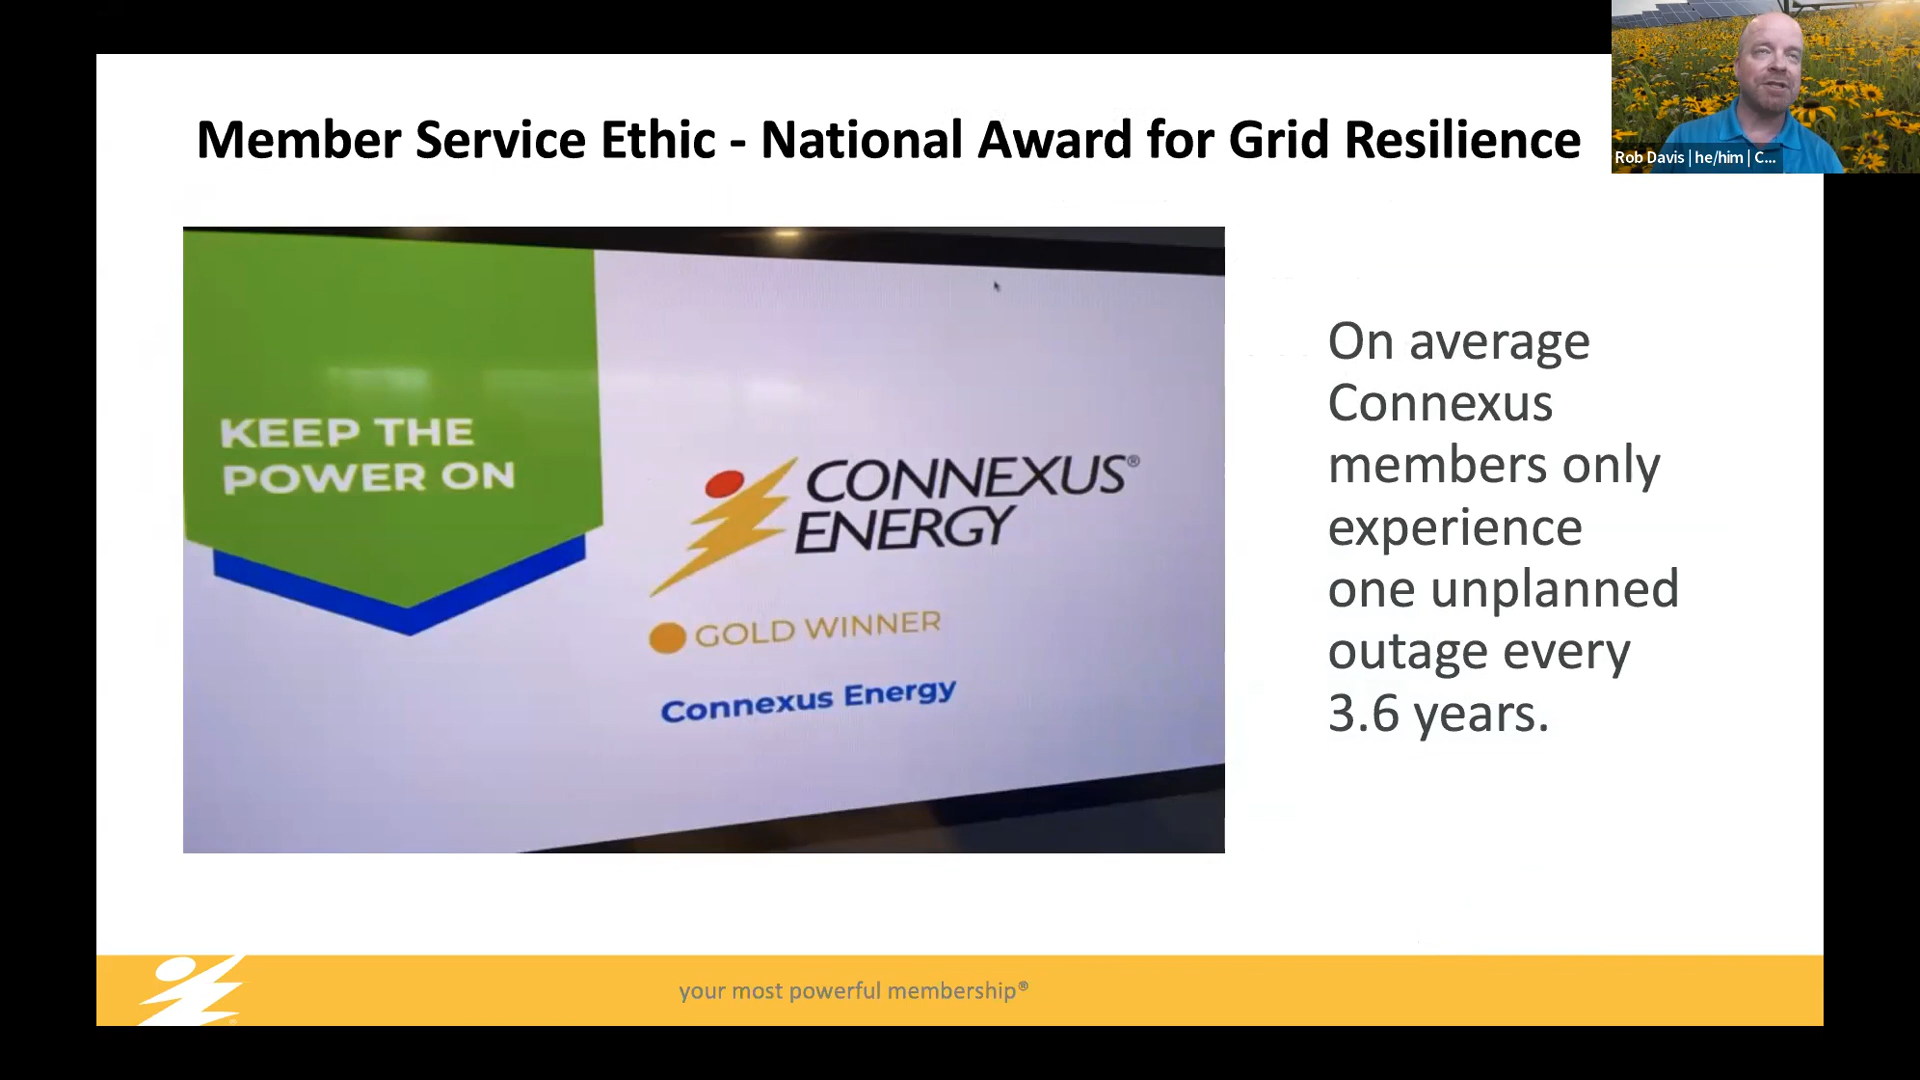 Member Service Ethic - National Award for Grid Resilience
Rob Davis | he/him | C...
KEEP THE
POWER ON
CONNEXUS®
ENERGY
GOLD WINNER
Connexus Energy
On average
Connexus
members only
experience
one unplanned
outage every
3.6 years.
your most powerful membership®